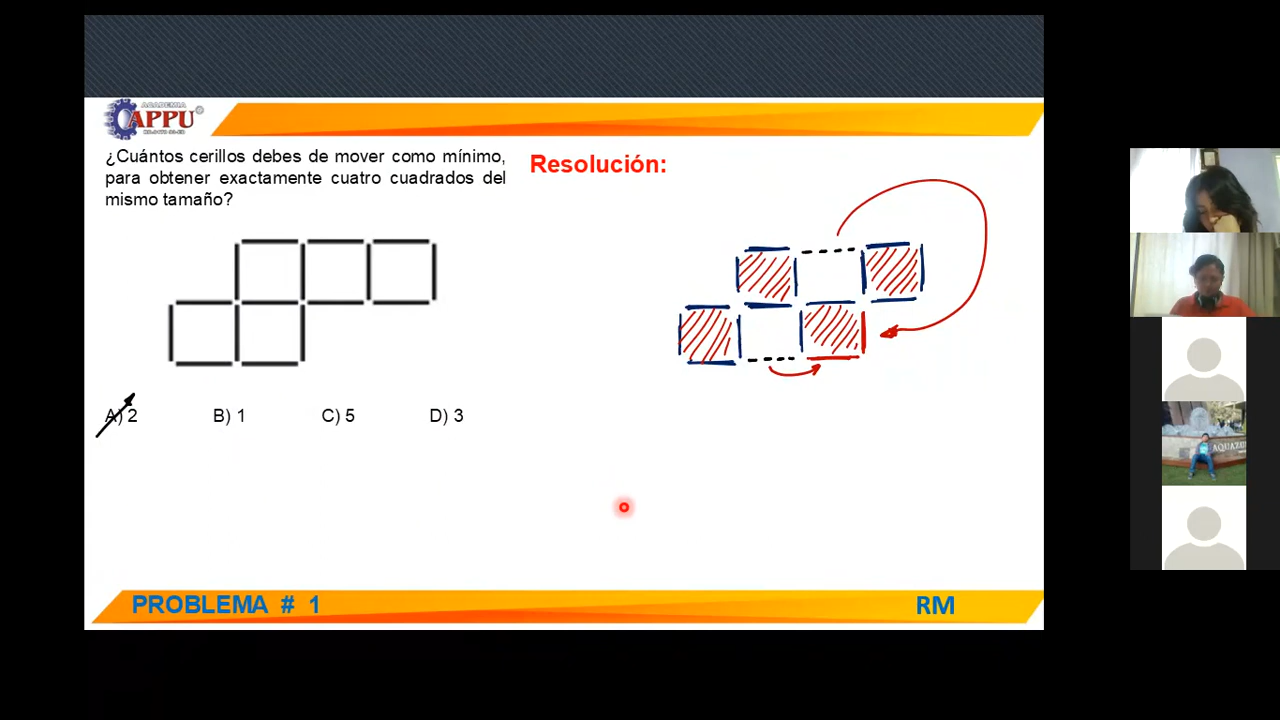 ACADEMIA
APPU
¿Cuántos cerillos debes de mover como mínimo,
para obtener exactamente cuatro cuadrados del
mismo tamaño?
Resolución:
A) 2 B) 1 C) 5 D) 3
PROBLEMA # 1
RM